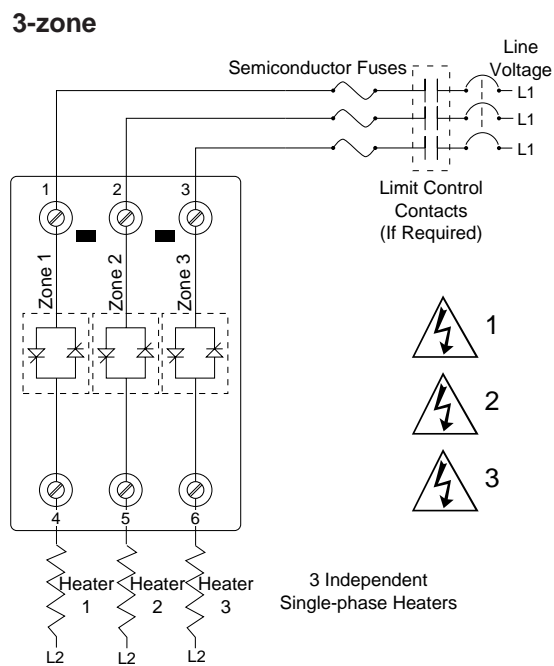 3-zone
Line
Voltage
Semiconductor Fuses
L1
L1
L1
Limit Control
Contacts
(If Required)
1 2 3
Zone 1
Zone 2
Zone 3
1
2
3
4 5 6
Heater
1
Heater
2
Heater
3
L2 L2 L2
3 Independent
Single-phase Heaters